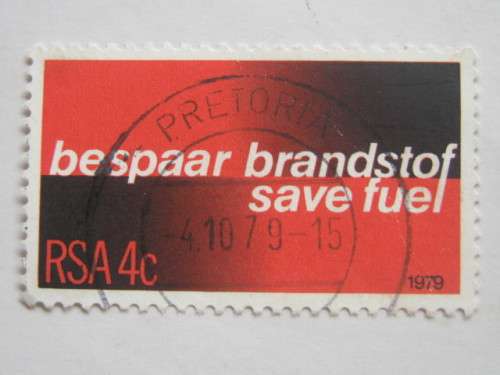 PRETORIA
bespaar brandstof
save fuel
-4.10 79-15
RSA 4c
1979